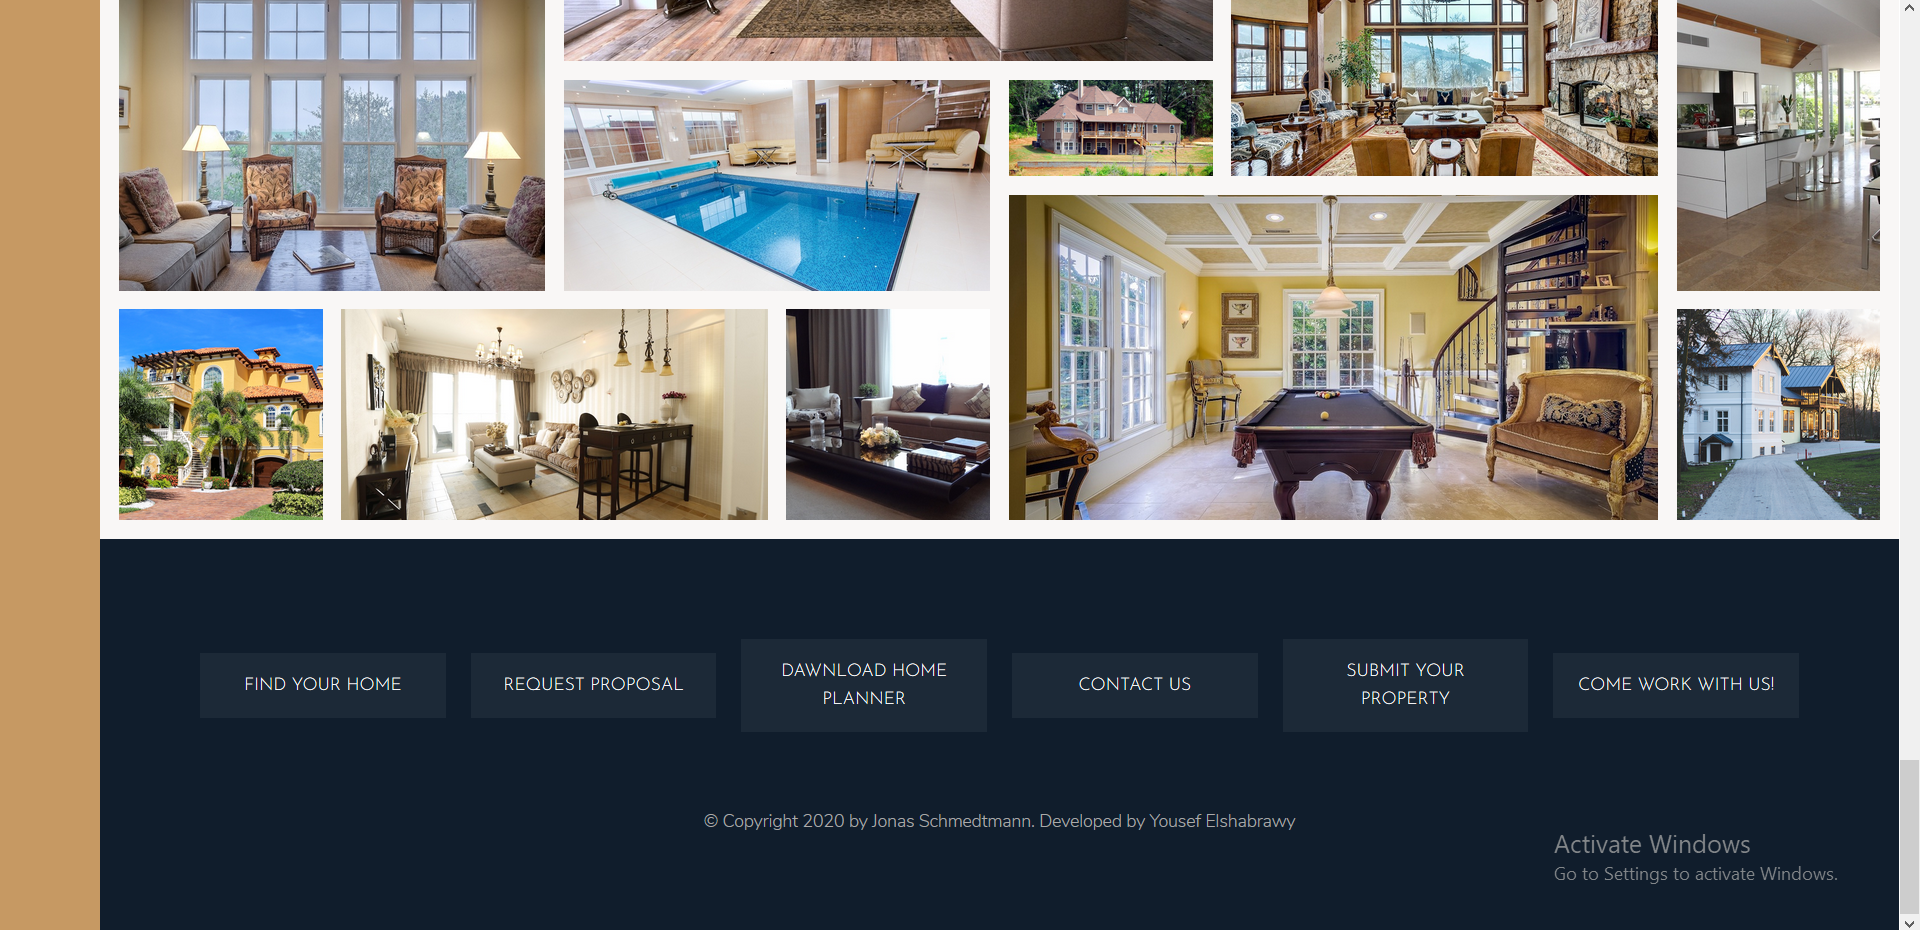 FIND YOUR HOME
REQUEST PROPOSAL
DAWNLOAD HOME
PLANNER
CONTACT US
SUBMIT YOUR
PROPERTY
COME WORK WITH US!
© Copyright 2020 by Jonas Schmedtmann. Developed by Yousef Elshabrawy
Activate Windows
Go to Settings to activate Windows.